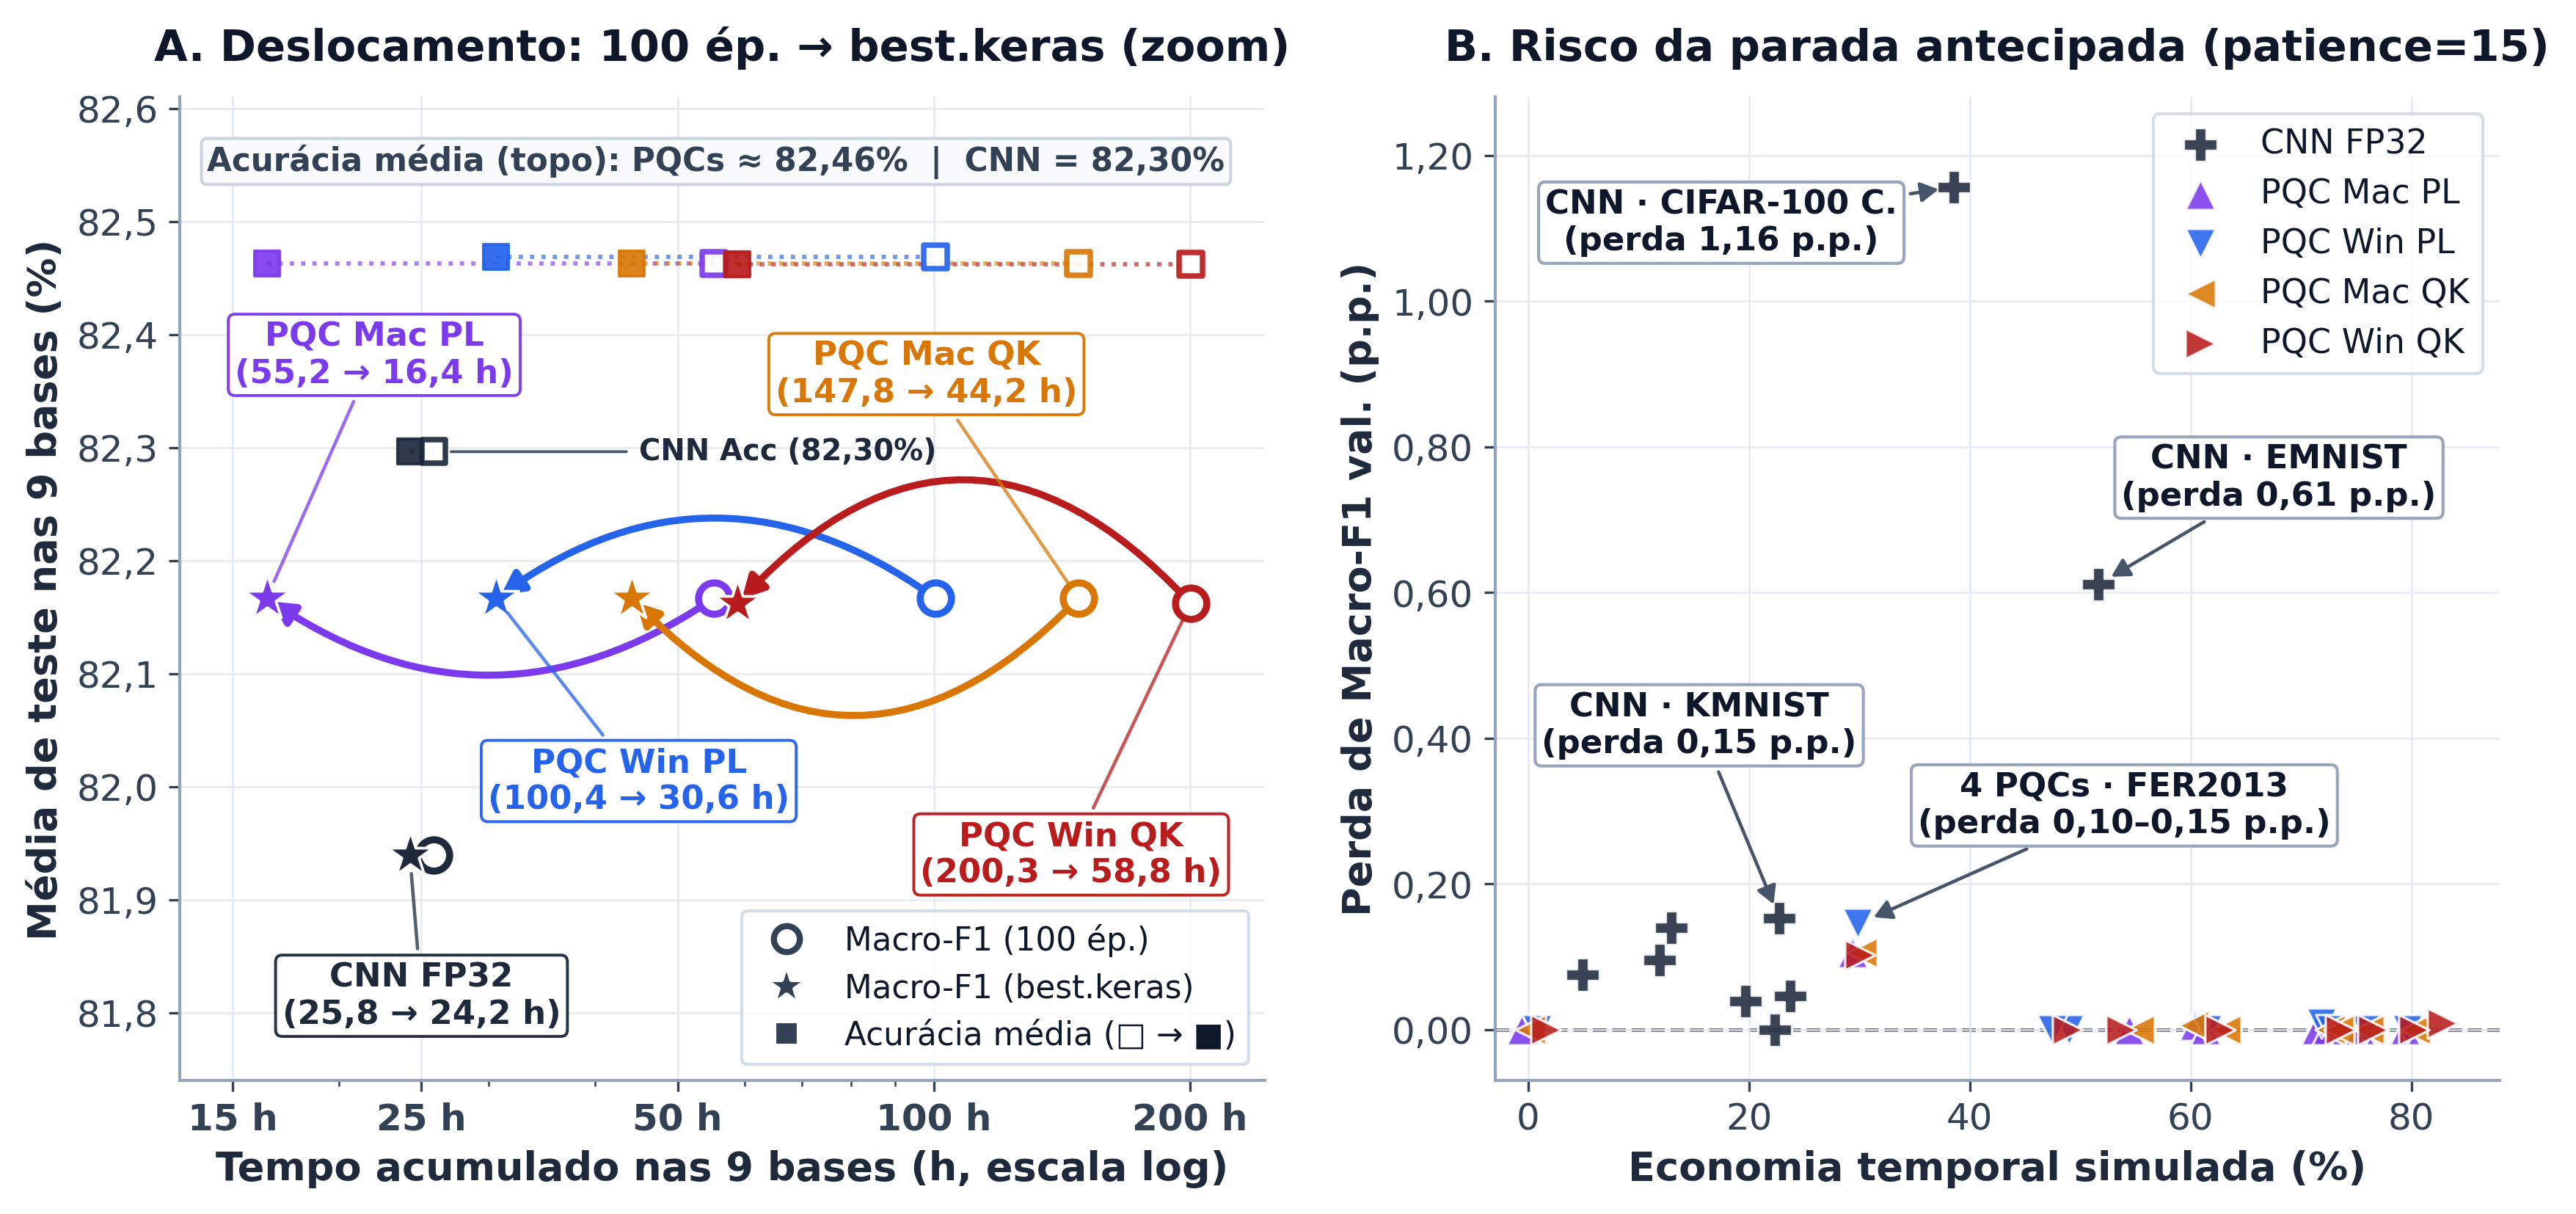 A. Deslocamento: 100 ép. → best.keras (zoom)
Média de teste nas 9 bases (%)
82,6
82,5
82,4
82,3
82,2
82,1
82,0
81,9
81,8
Acurácia média (topo): PQCs ≈ 82,46% | CNN = 82,30%
PQC Mac PL
(55,2 → 16,4 h)
PQC Mac QK
(147,8 → 44,2 h)
CNN Acc (82,30%)
PQC Win PL
(100,4 → 30,6 h)
PQC Win QK
(200,3 → 58,8 h)
CNN FP32
(25,8 → 24,2 h)
Macro-F1 (100 ép.)
Macro-F1 (best.keras)
Acurácia média (□ → ■)
15 h
25 h
50 h
100 h
200 h
Tempo acumulado nas 9 bases (h, escala log)
B. Risco da parada antecipada (patience=15)
Perda de Macro-F1 val. (p.p.)
1,20
1,00
0,80
0,60
0,40
0,20
0,00
CNN FP32
PQC Mac PL
PQC Win PL
PQC Mac QK
PQC Win QK
CNN · CIFAR-100 C.
(perda 1,16 p.p.)
CNN · EMNIST
(perda 0,61 p.p.)
CNN · KMNIST
(perda 0,15 p.p.)
4 PQCs · FER2013
(perda 0,10–0,15 p.p.)
0
20
40
60
80
Economia temporal simulada (%)